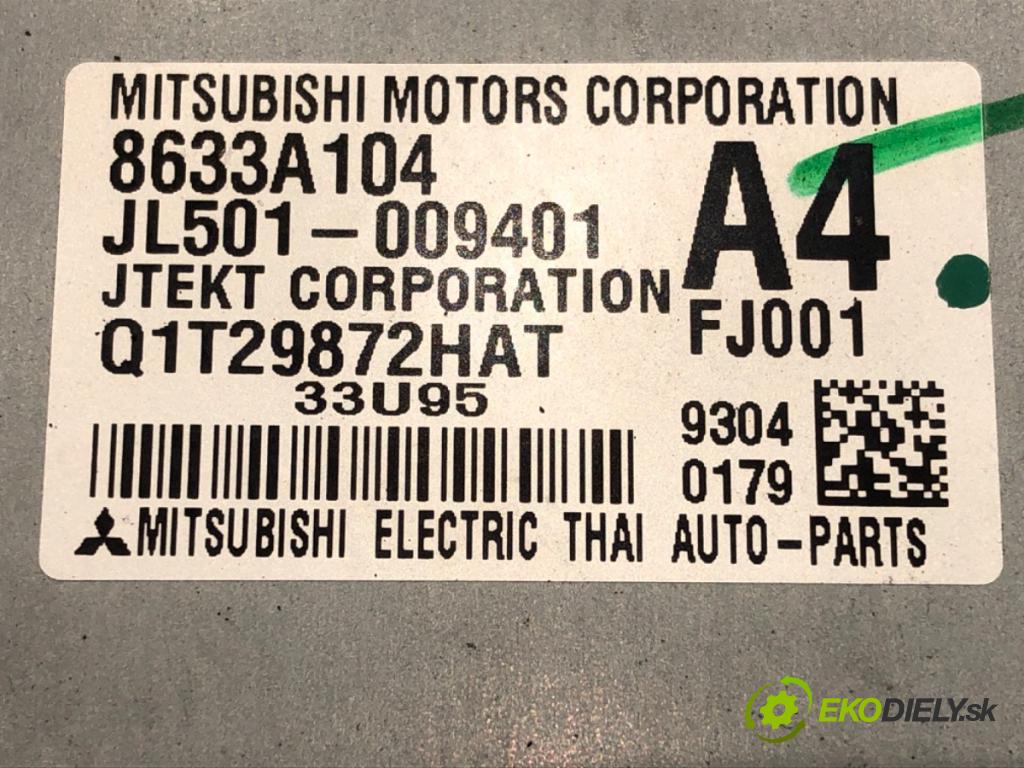 MITSUBISHI MOTORS CORPORATION
8633A104
JL501-009401
JTEKT CORPORATION
A4
Q1T29872HAT
FJ001
33U95
9304
0179
MITSUBISHI ELECTRIC THAI AUTO-PARTS
EKODIELY.sk